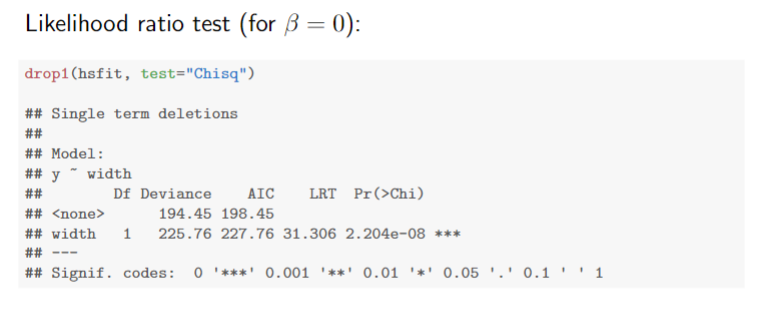 Likelihood ratio test (for β = 0):
drop1(hsfit, test="Chisq")
## Single term deletions
##
## Model:
## y ~ width
##        Df Deviance    AIC    LRT  Pr(>Chi)
## <none>      194.45 198.45
## width   1   225.76 227.76 31.306 2.204e-08 ***
## ---
## Signif. codes:  0 '***' 0.001 '**' 0.01 '*' 0.05 '.' 0.1 ' ' 1